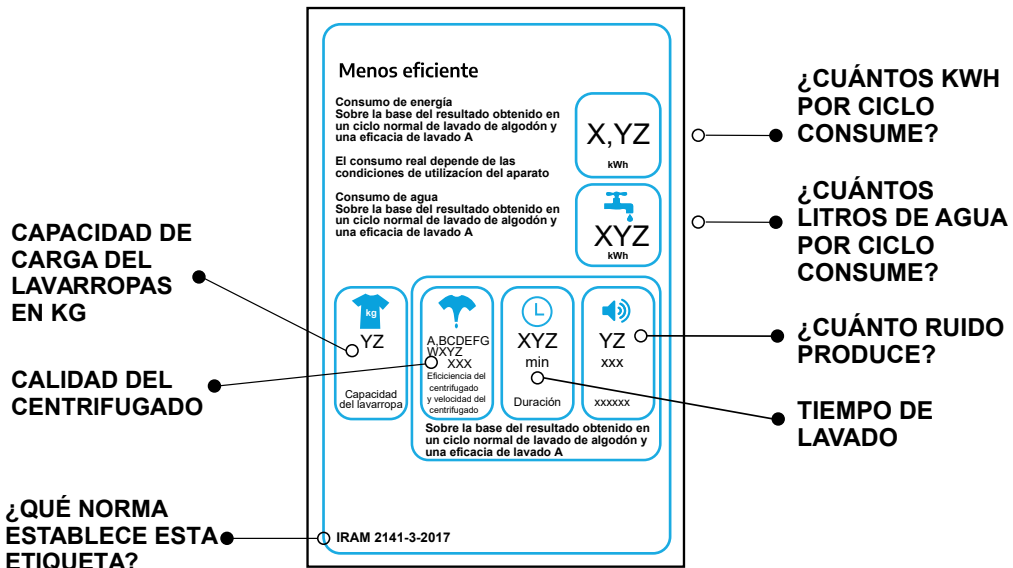 Menos eficiente
Consumo de energía
Sobre la base del resultado obtenido en
un ciclo normal de lavado de algodón y
una eficacia de lavado A
El consumo real depende de las
condiciones de utilizacíon del aparato
X,YZ
kWh
Consumo de agua
Sobre la base del resultado obtenido en
un ciclo normal de lavado de algodón y
una eficacia de lavado A
XYZ
kWh
kg
YZ
Capacidad
del lavarropa
A,BCDEFG
WXYZ
XXX
Eficiciencia del
centrifugado
y velocidad del
centrifugado
XYZ
min
Duración
YZ
xxx
xxxxxx
Sobre la base del resultado obtenido en
un ciclo normal de lavado de algodón y
una eficacia de lavado A
IRAM 2141-3-2017
CAPACIDAD DE
CARGA DEL
LAVARROPAS
EN KG
CALIDAD DEL
CENTRIFUGADO
¿QUÉ NORMA
ESTABLECE ESTA
ETIQUETA?
¿CUÁNTOS KWH
POR CICLO
CONSUME?
¿CUÁNTOS
LITROS DE AGUA
POR CICLO
CONSUME?
¿CUÁNTO RUIDO
PRODUCE?
TIEMPO DE
LAVADO